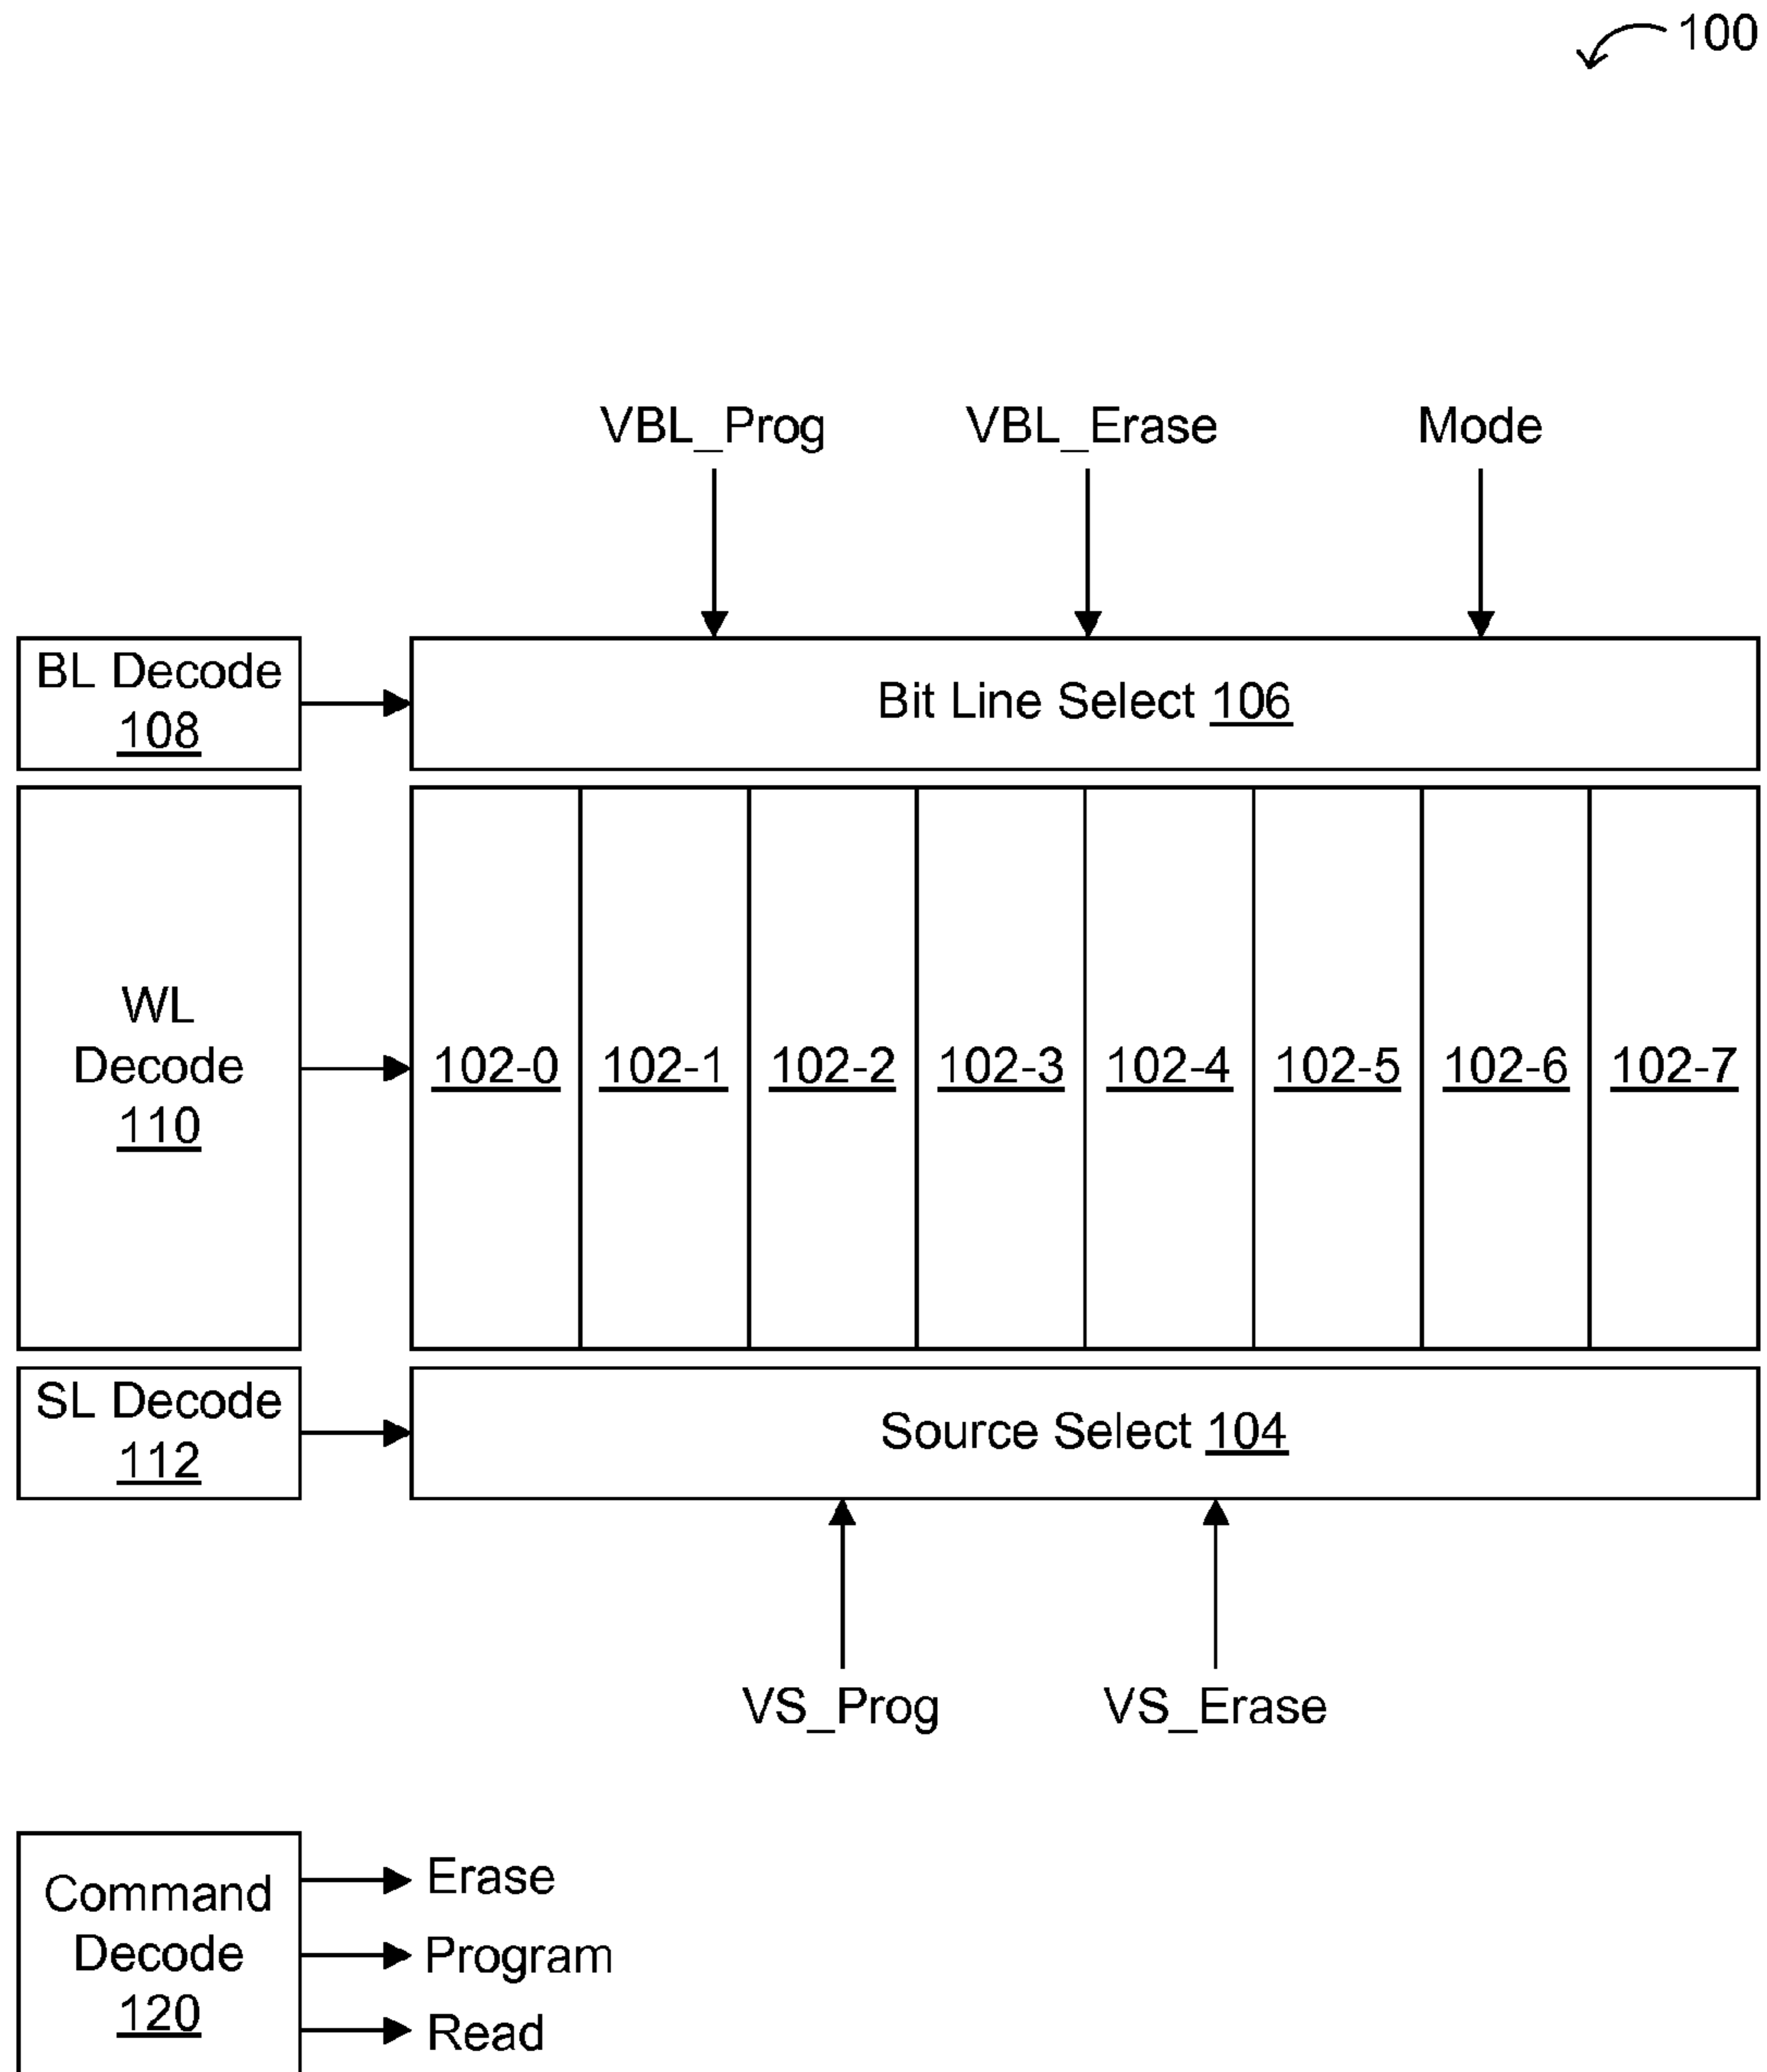 100
VBL_Prog VBL_Erase Mode
BL Decode
108
Bit Line Select 106
WL
Decode
110
102-0 102-1 102-2 102-3 102-4 102-5 102-6 102-7
SL Decode
112
Source Select 104
VS_Prog VS_Erase
Command
Decode
120
Erase
Program
Read